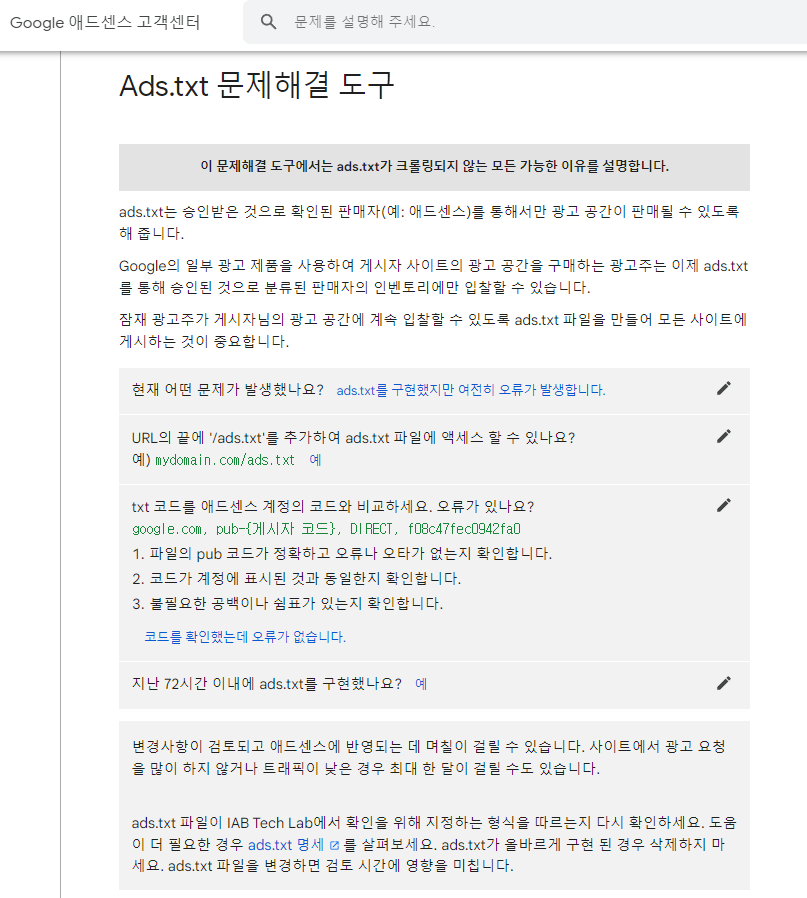 Google 애드센스 고객센터
문제를 설명해 주세요.
Ads.txt 문제해결 도구
이 문제해결 도구에서는 ads.txt가 크롤링되지 않는 모든 가능한 이유를 설명합니다.
ads.txt는 승인받은 것으로 확인된 판매자(예: 애드센스)를 통해서만 광고 공간이 판매될 수 있도록
해 줍니다.
Google의 일부 광고 제품을 사용하여 게시자 사이트의 광고 공간을 구매하는 광고주는 이제 ads.txt
를 통해 승인된 것으로 분류된 판매자의 인벤토리에만 입찰할 수 있습니다.
잠재 광고주가 게시자님의 광고 공간에 계속 입찰할 수 있도록 ads.txt 파일을 만들어 모든 사이트에
게시하는 것이 중요합니다.
현재 어떤 문제가 발생했나요? ads.txt를 구현했지만 여전히 오류가 발생합니다.
URL의 끝에 '/ads.txt'를 추가하여 ads.txt 파일에 액세스 할 수 있나요?
예) mydomain.com/ads.txt 예
txt 코드를 애드센스 계정의 코드와 비교하세요. 오류가 있나요?
google.com, pub-{게시자 코드}, DIRECT, f08c47fec0942fa0
1. 파일의 pub 코드가 정확하고 오류나 오타가 없는지 확인합니다.
2. 코드가 계정에 표시된 것과 동일한지 확인합니다.
3. 불필요한 공백이나 쉼표가 있는지 확인합니다.
코드를 확인했는데 오류가 없습니다.
지난 72시간 이내에 ads.txt를 구현했나요? 예
변경사항이 검토되고 애드센스에 반영되는 데 며칠이 걸릴 수 있습니다. 사이트에서 광고 요청
을 많이 하지 않거나 트래픽이 낮은 경우 최대 한 달이 걸릴 수도 있습니다.
ads.txt 파일이 IAB Tech Lab에서 확인을 위해 지정하는 형식을 따르는지 다시 확인하세요. 도움
이 더 필요한 경우 ads.txt 명세 를 살펴보세요. ads.txt가 올바르게 구현 된 경우 삭제하지 마
세요. ads.txt 파일을 변경하면 검토 시간에 영향을 미칩니다.